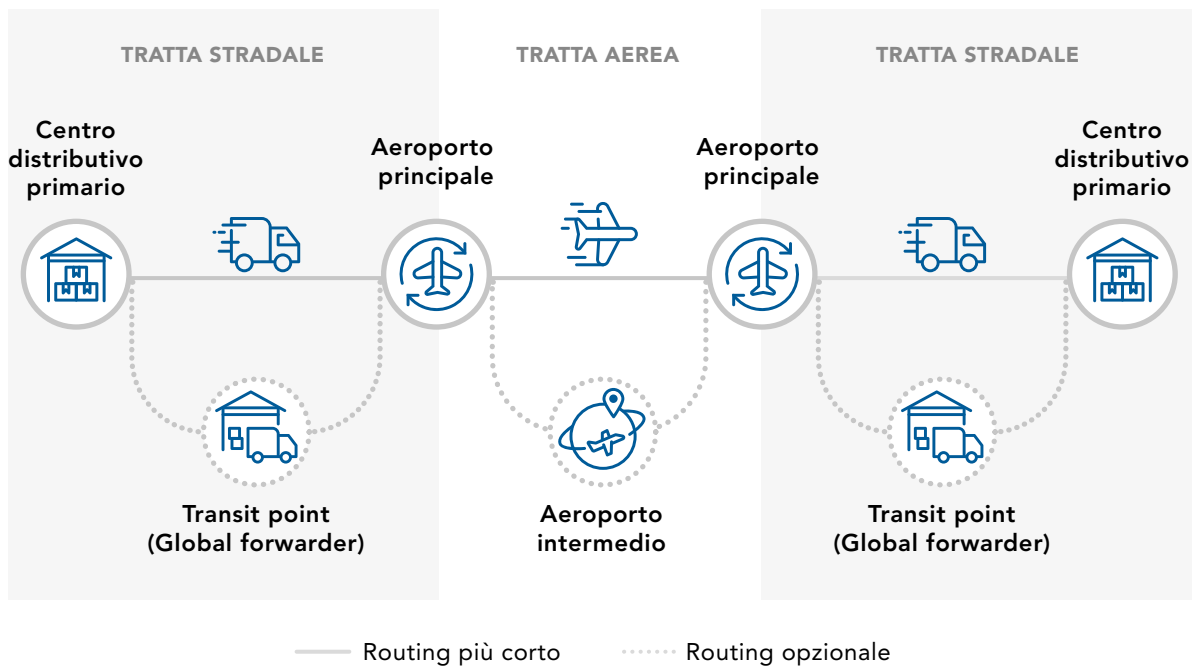 TRATTA STRADALE
TRATTA AEREA
TRATTA STRADALE
Centro
distributivo
primario
Aeroporto
principale
Aeroporto
principale
Centro
distributivo
primario
Transit point
(Global forwarder)
Aeroporto
intermedio
Transit point
(Global forwarder)
Routing più corto
Routing opzionale